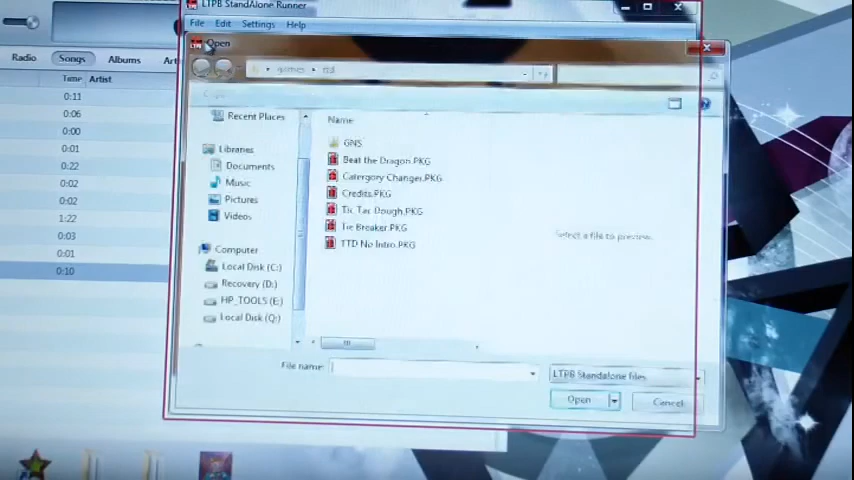 LTPB StandAlone Runner
File Edit Settings Help
Open
games ttd
Radio Songs Albums
Time Artist
0:11
0:06
0:00
0:01
0:22
0:02
0:02
1:22
0:03
0:01
0:10
Recent Places
Libraries
Documents
Music
Pictures
Videos
Computer
Local Disk (C:)
Recovery (D:)
HP_TOOLS (E:)
Local Disk (Q:)
Name
GNS
Beat the Dragon.PKG
Catergory Changer.PKG
Credits.PKG
Tic Tac Dough.PKG
Tie Breaker.PKG
TTD No Intro.PKG
Select a file to preview.
File name:
LTPB Standalone files
Open
Cancel